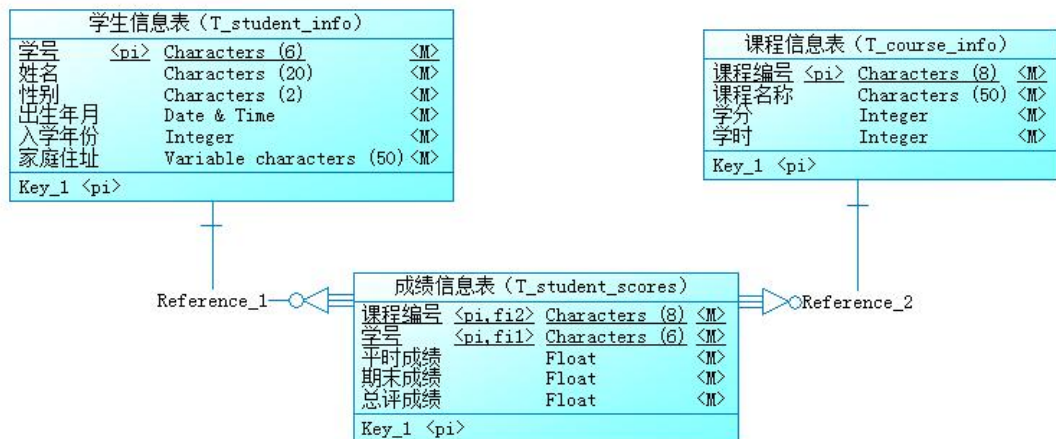 学生信息表（T_student_info）
学号 <pi> Characters (6) <M>
姓名 Characters (20) <M>
性别 Characters (2) <M>
出生年月 Date & Time <M>
入学年份 Integer <M>
家庭住址 Variable characters (50) <M>
Key_1 <pi>
课程信息表（T_course_info）
课程编号 <pi> Characters (8) <M>
课程名称 Characters (50) <M>
学分 Integer <M>
学时 Integer <M>
Key_1 <pi>
Reference_1
Reference_2
成绩信息表（T_student_scores）
课程编号 <pi,fi2> Characters (8) <M>
学号 <pi,fi1> Characters (6) <M>
平时成绩 Float <M>
期末成绩 Float <M>
总评成绩 Float <M>
Key_1 <pi>